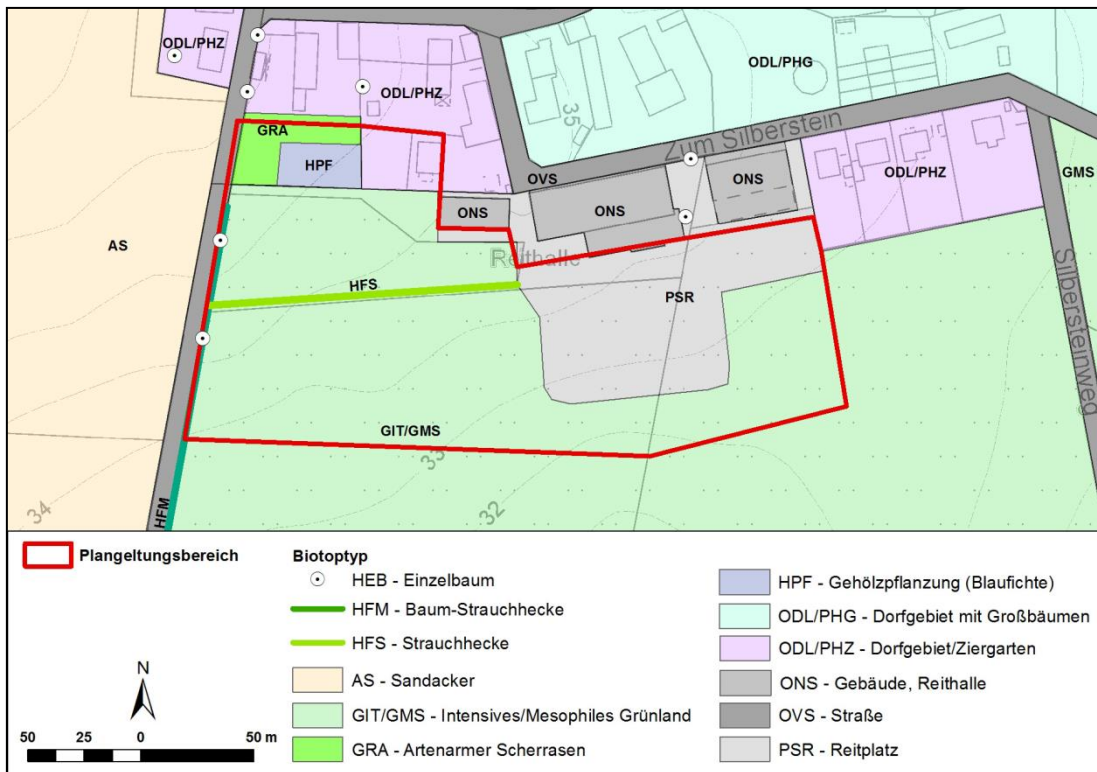 ODL/PHZ
ODL/PHZ
ODL/PHG
35
Zum Silberstein
GRA
HPF
OVS
ONS
ONS
ONS
ODL/PHZ
GMS
AS
Reithalle
HFS
PSR
Silbersteinweg
GIT/GMS
33
32
34
HFM
Plangeltungsbereich
Biotoptyp
HEB - Einzelbaum
HFM - Baum-Strauchhecke
HFS - Strauchhecke
AS - Sandacker
GIT/GMS - Intensives/Mesophiles Grünland
GRA - Artenarmer Scherrasen
HPF - Gehölzpflanzung (Blaufichte)
ODL/PHG - Dorfgebiet mit Großbäumen
ODL/PHZ - Dorfgebiet/Ziergarten
ONS - Gebäude, Reithalle
OVS - Straße
PSR - Reitplatz
N
50 25 0 50 m